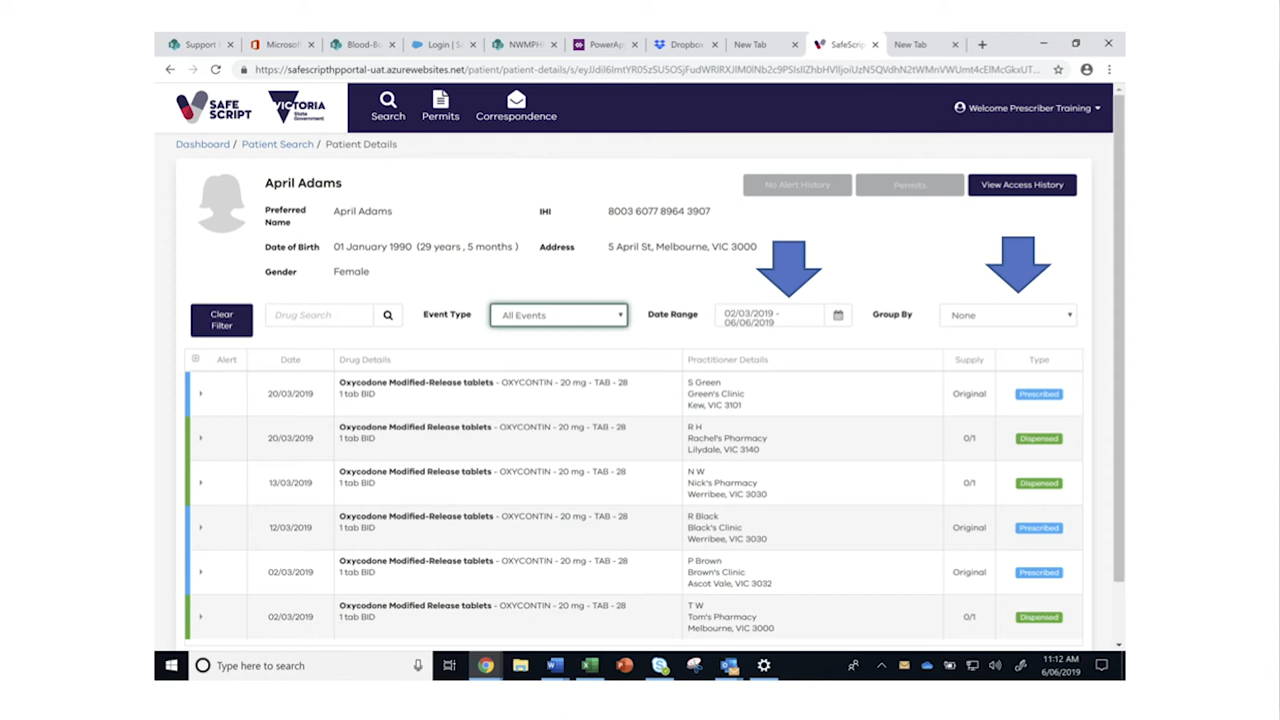 Support
Microsof
Blood-Bo
Login | S
NWMPH
PowerAp
Dropbox
New Tab
SafeScrip
New Tab
SAFE
SCRIPT
VICTORIA
State
Government
Search
Permits
Correspondence
Welcome Prescriber Training
Dashboard / Patient Search / Patient Details
April Adams
No Alert History
Permits
View Access History
Preferred
Name
April Adams
IHI
8003 6077 8964 3907
Date of Birth
01 January 1990 (29 years , 5 months )
Address
5 April St, Melbourne, VIC 3000
Gender
Female
Clear
Filter
Drug Search
Event Type
All Events
Date Range
02/03/2019 -
06/06/2019
Group By
None
Alert
Date
Drug Details
Practitioner Details
Supply
Type
20/03/2019
Oxycodone Modified-Release tablets - OXYCONTIN - 20 mg - TAB - 28
1 tab BID
S Green
Green's Clinic
Kew, VIC 3101
Original
Prescribed
20/03/2019
Oxycodone Modified Release tablets - OXYCONTIN - 20 mg - TAB - 28
1 tab BID
R H
Rachel's Pharmacy
Lilydale, VIC 3140
0/1
Dispensed
13/03/2019
Oxycodone Modified Release tablets - OXYCONTIN - 20 mg - TAB - 28
1 tab BID
N W
Nick's Pharmacy
Werribee, VIC 3030
0/1
Dispensed
12/03/2019
Oxycodone Modified-Release tablets - OXYCONTIN - 20 mg - TAB - 28
1 tab BID
R Black
Black's Clinic
Werribee, VIC 3030
Original
Prescribed
02/03/2019
Oxycodone Modified-Release tablets - OXYCONTIN - 20 mg - TAB - 28
1 tab BID
P Brown
Brown's Clinic
Ascot Vale, VIC 3032
Original
Prescribed
02/03/2019
Oxycodone Modified Release tablets - OXYCONTIN - 20 mg - TAB - 28
1 tab BID
T W
Tom's Pharmacy
Melbourne, VIC 3000
0/1
Dispensed
Type here to search
11:12 AM
6/06/2019